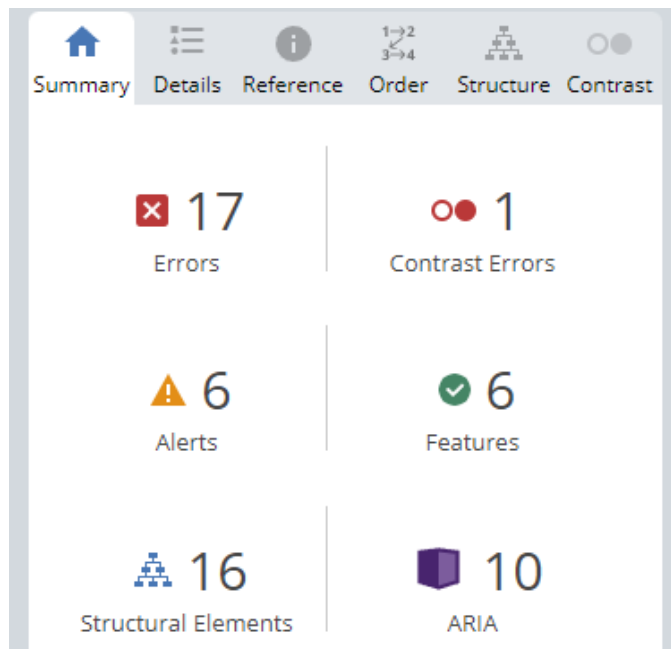 1→2
3→4
Summary Details Reference Order Structure Contrast
17
Errors
1
Contrast Errors
6
Alerts
6
Features
16
Structural Elements
10
ARIA